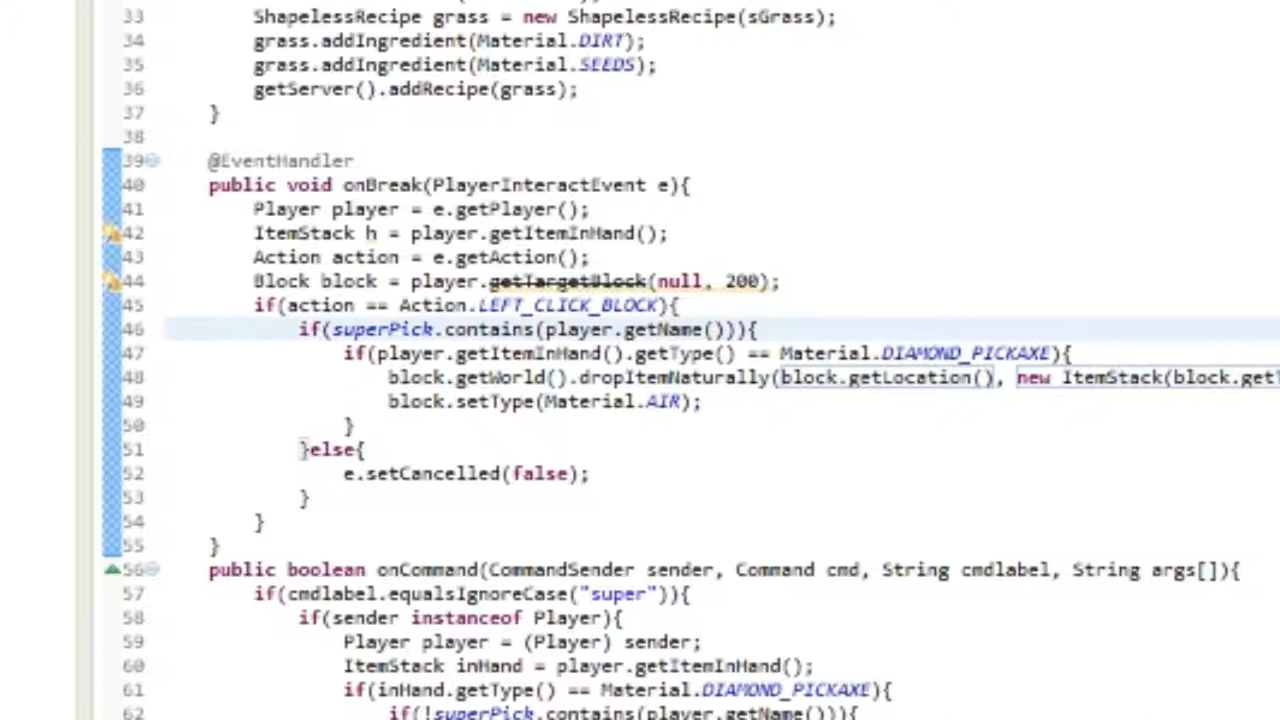 33 ShapelessRecipe grass = new ShapelessRecipe(sGrass);
34 grass.addIngredient(Material.DIRT);
35 grass.addIngredient(Material.SEEDS);
36 getServer().addRecipe(grass);
37 }
38
39 @EventHandler
40 public void onBreak(PlayerInteractEvent e){
41 Player player = e.getPlayer();
42 ItemStack h = player.getItemInHand();
43 Action action = e.getAction();
44 Block block = player.getTargetBlock(null, 200);
45 if(action == Action.LEFT_CLICK_BLOCK){
46 if(superPick.contains(player.getName())){
47 if(player.getItemInHand().getType() == Material.DIAMOND_PICKAXE){
48 block.getWorld().dropItemNaturally(block.getLocation(), new ItemStack(block.get
49 block.setType(Material.AIR);
50 }
51 }else{
52 e.setCancelled(false);
53 }
54 }
55 }
56 public boolean onCommand(CommandSender sender, Command cmd, String cmdlabel, String args[]){
57 if(cmdlabel.equalsIgnoreCase("super")){
58 if(sender instanceof Player){
59 Player player = (Player) sender;
60 ItemStack inHand = player.getItemInHand();
61 if(inHand.getType() == Material.DIAMOND_PICKAXE){
62 if(!superPick.contains(player.getName())){